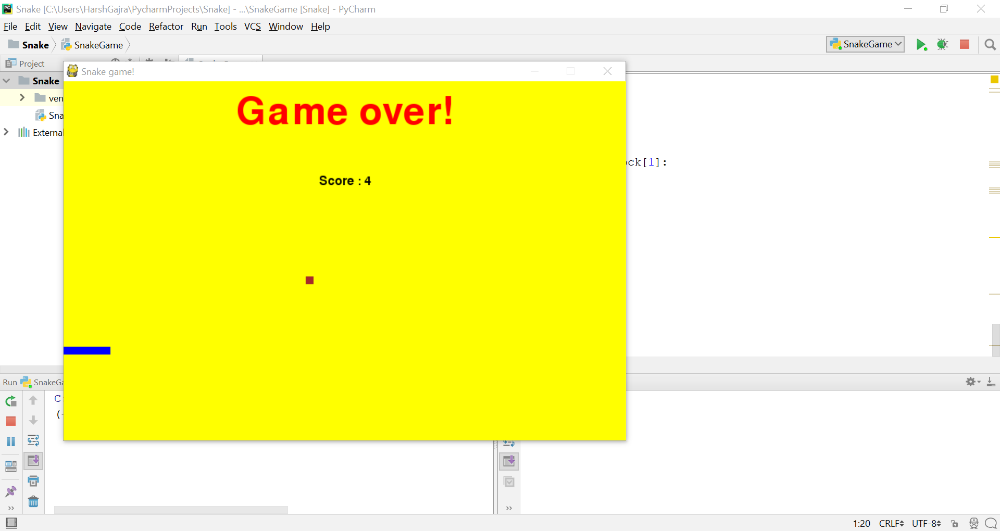 Snake [C:\Users\HarshGajra\PycharmProjects\Snake] - ...\SnakeGame [Snake] - PyCharm
File Edit View Navigate Code Refactor Run Tools VCS Window Help
Snake SnakeGame SnakeGame
Project
Snake game!
Snake
ven
Sna
Externa
Game over!
ck[1]:
Score : 4
Run SnakeGa
C
(-
1:20 CRLF UTF-8